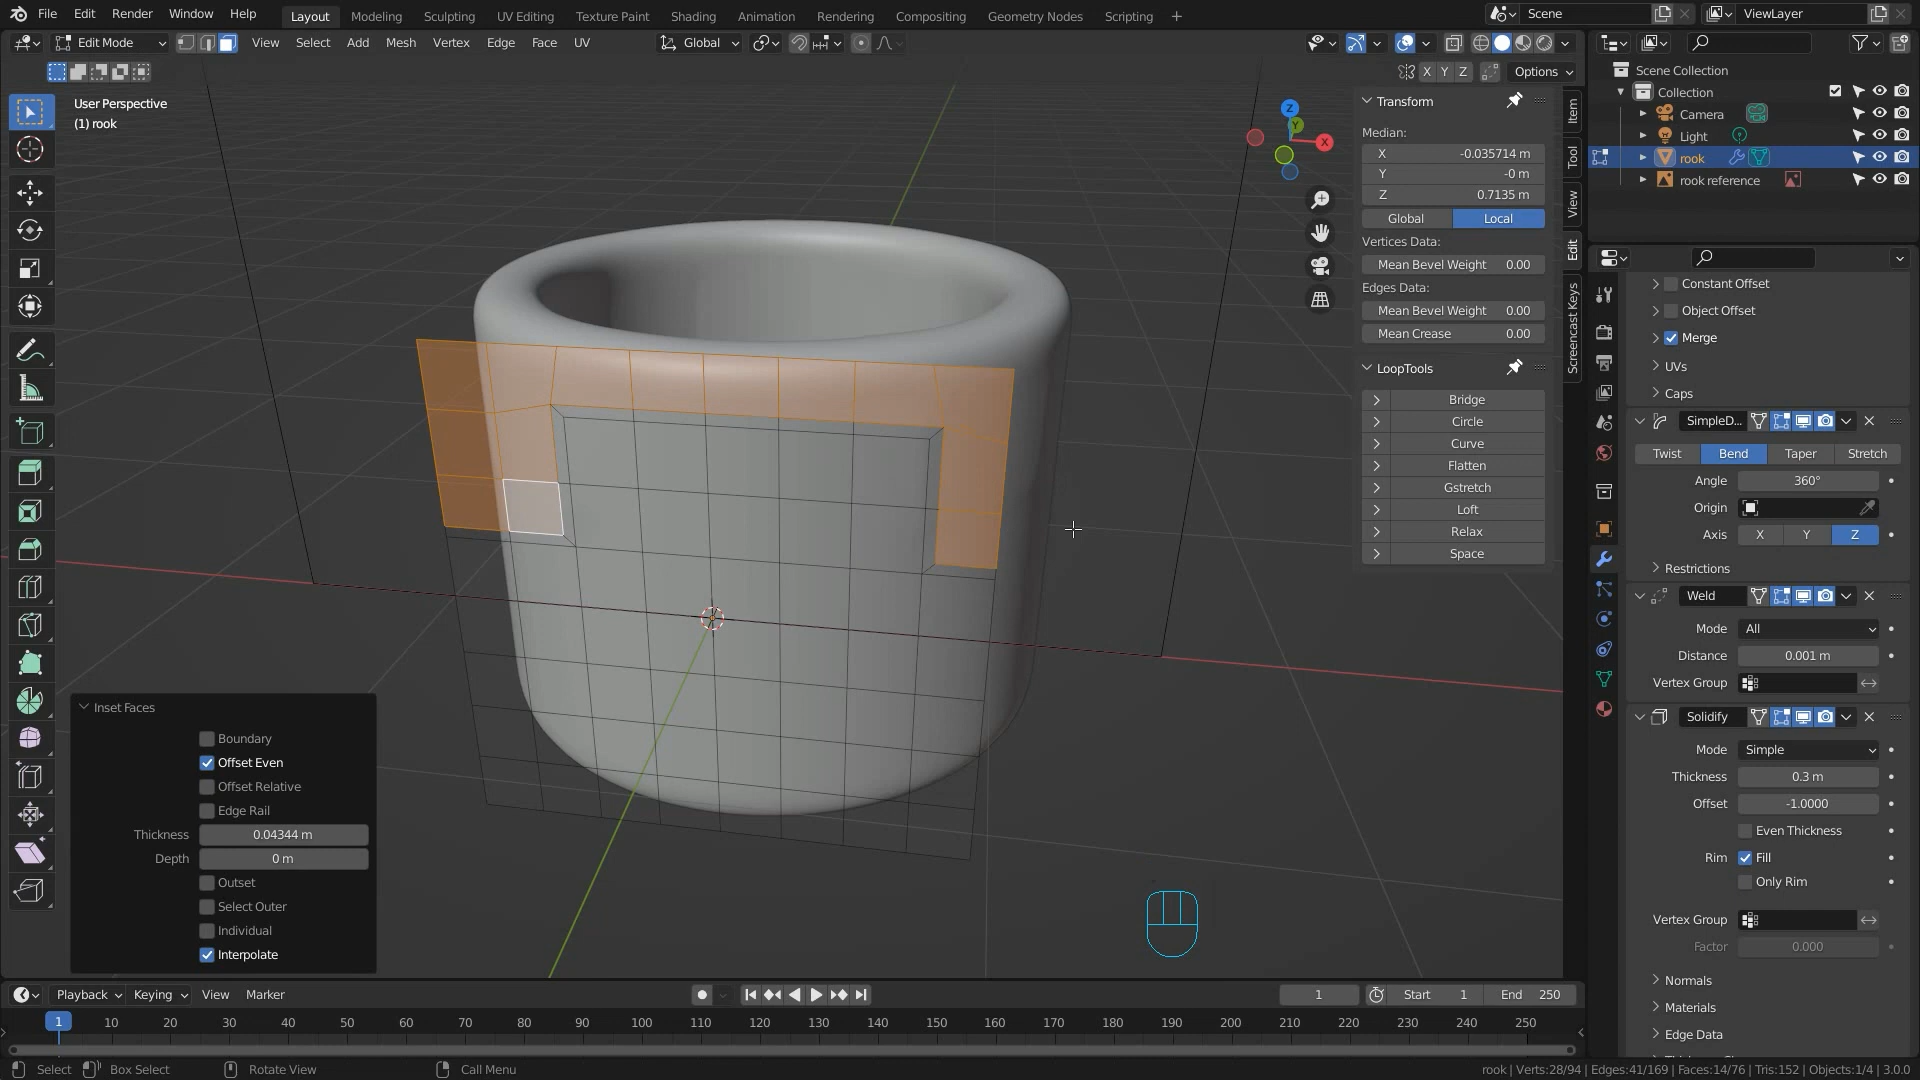 File Edit Render Window Help Layout Modeling Sculpting UV Editing Texture Paint Shading Animation Rendering Compositing Geometry Nodes Scripting + Scene ViewLayer
Edit Mode View Select Add Mesh Vertex Edge Face UV Global
X Y Z Options
User Perspective
(1) rook
Z
Y
X
Transform
Median:
X -0.035714 m
Y -0 m
Z 0.7135 m
Global Local
Vertices Data:
Mean Bevel Weight 0.00
Edges Data:
Mean Bevel Weight 0.00
Mean Crease 0.00
LoopTools
Bridge
Circle
Curve
Flatten
Gstretch
Loft
Relax
Space
Item
Tool
View
Edit
Screencast Keys
Scene Collection
Collection
Camera
Light
rook
rook reference
Constant Offset
Object Offset
Merge
UVs
Caps
SimpleD...
Twist Bend Taper Stretch
Angle 360°
Origin
Axis X Y Z
Restrictions
Weld
Mode All
Distance 0.001 m
Vertex Group
Solidify
Mode Simple
Thickness 0.3 m
Offset -1.0000
Even Thickness
Rim Fill
Only Rim
Vertex Group
Factor 0.000
Normals
Materials
Edge Data
Inset Faces
Boundary
Offset Even
Offset Relative
Edge Rail
Thickness 0.04344 m
Depth 0 m
Outset
Select Outer
Individual
Interpolate
Playback Keying View Marker 1 Start 1 End 250
1 10 20 30 40 50 60 70 80 90 100 110 120 130 140 150 160 170 180 190 200 210 220 230 240 250
Select Box Select Rotate View Call Menu rook | Verts:28/94 | Edges:41/169 | Faces:14/76 | Tris:152 | Objects:1/4 | 3.0.0